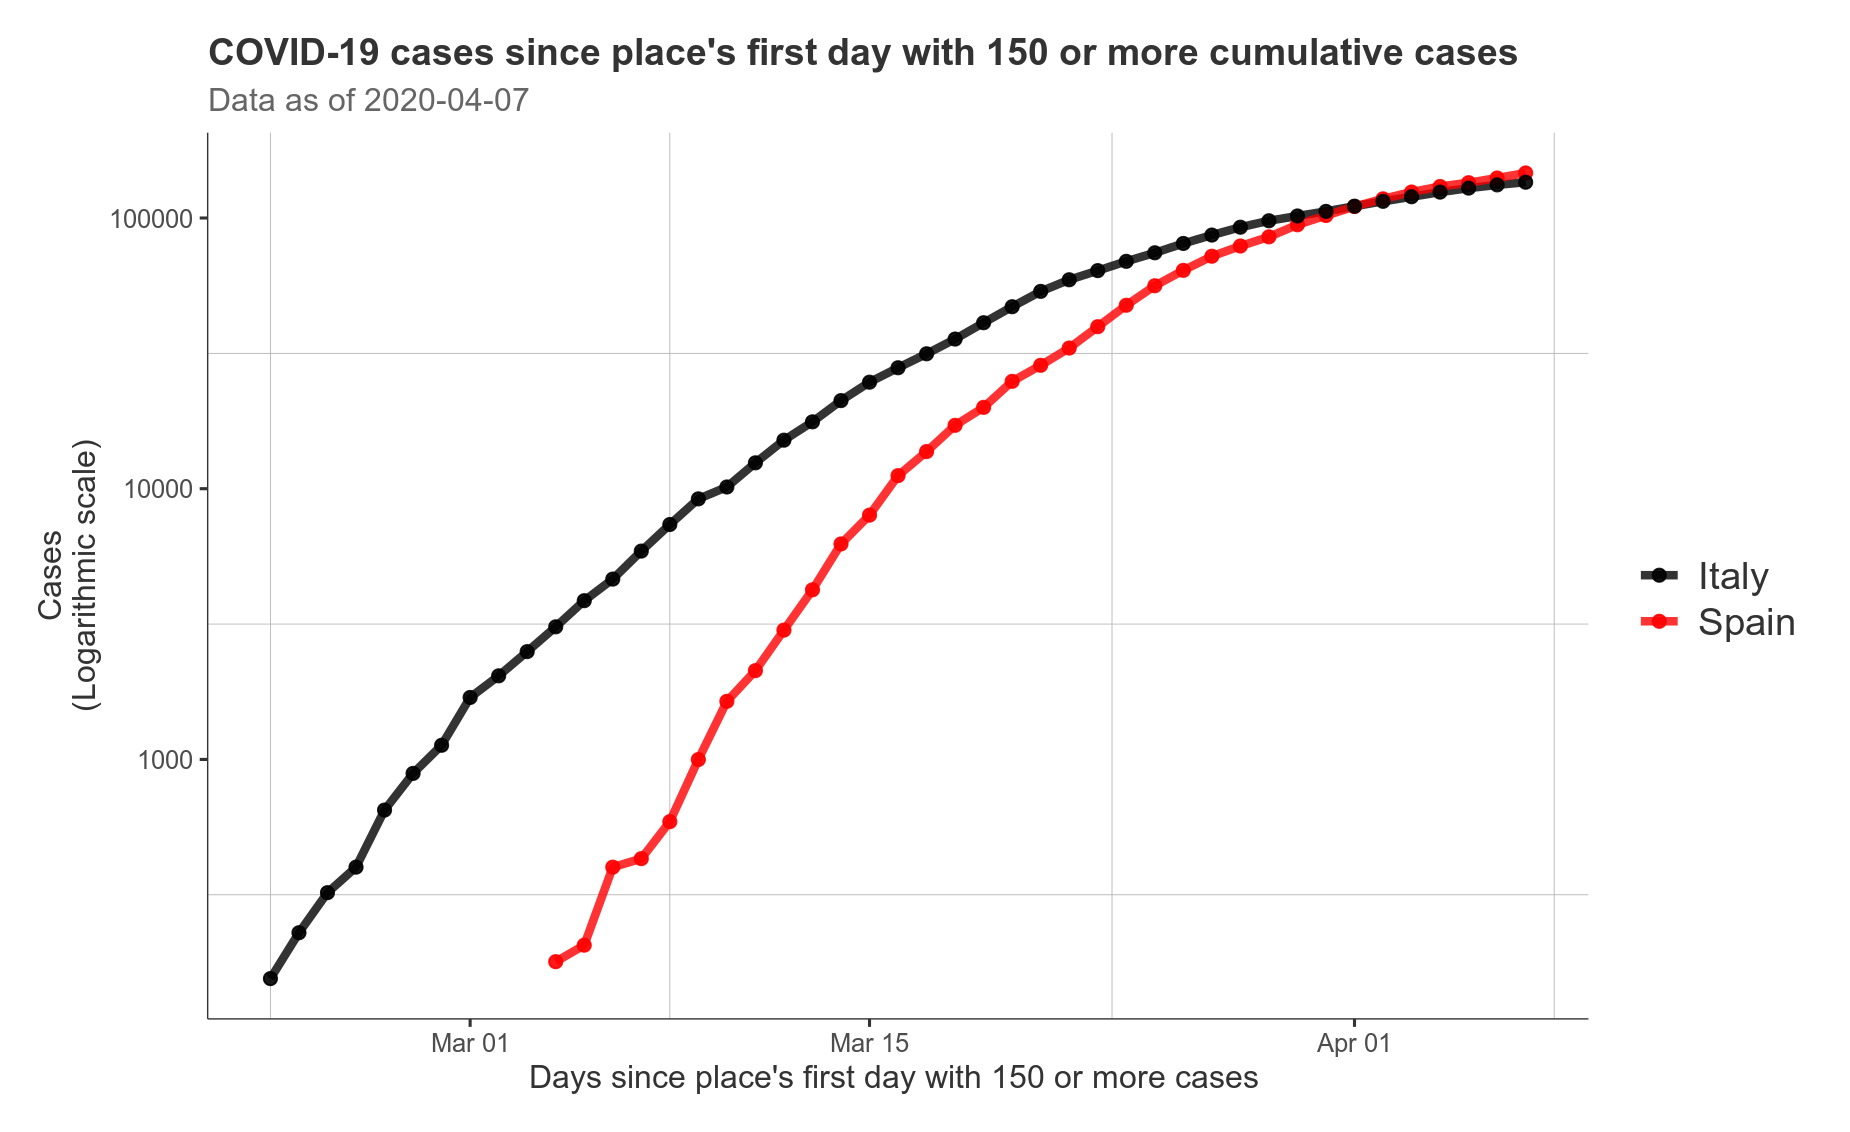 COVID-19 cases since place's first day with 150 or more cumulative cases
Data as of 2020-04-07
100000
10000
1000
Cases
(Logarithmic scale)
Mar 01
Mar 15
Apr 01
Days since place's first day with 150 or more cases
Italy
Spain